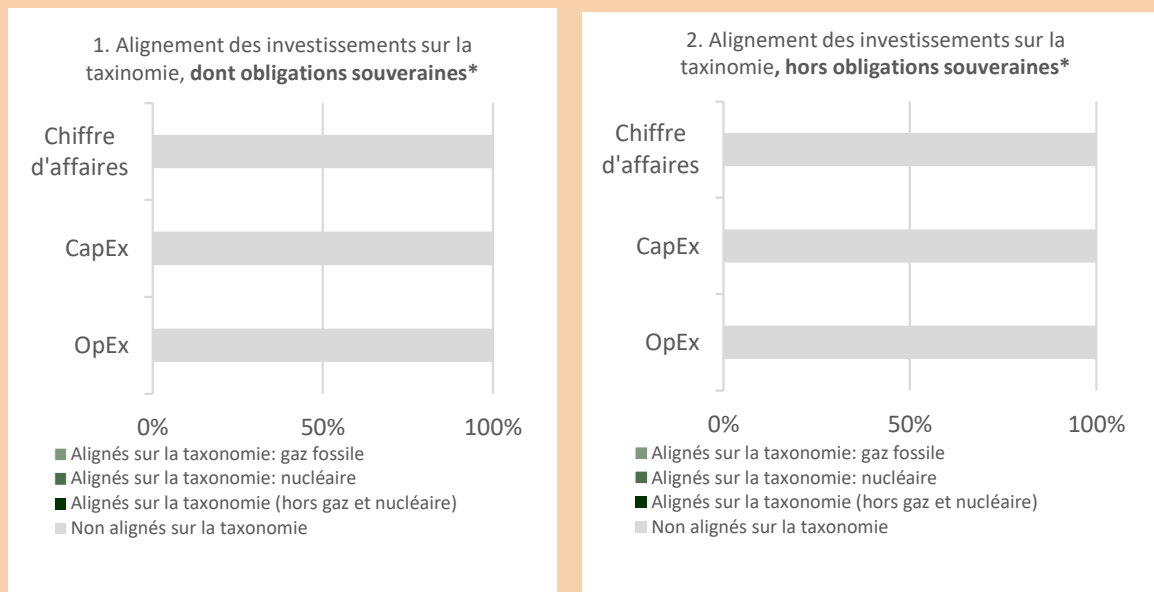 1. Alignement des investissements sur la
taxinomie, dont obligations souveraines*
Chiffre
d'affaires
CapEx
OpEx
0% 50% 100%
Alignés sur la taxonomie: gaz fossile
Alignés sur la taxonomie: nucléaire
Alignés sur la taxonomie (hors gaz et nucléaire)
Non alignés sur la taxonomie
2. Alignement des investissements sur la
taxinomie, hors obligations souveraines*
Chiffre
d'affaires
CapEx
OpEx
0% 50% 100%
Alignés sur la taxonomie: gaz fossile
Alignés sur la taxonomie: nucléaire
Alignés sur la taxonomie (hors gaz et nucléaire)
Non alignés sur la taxonomie